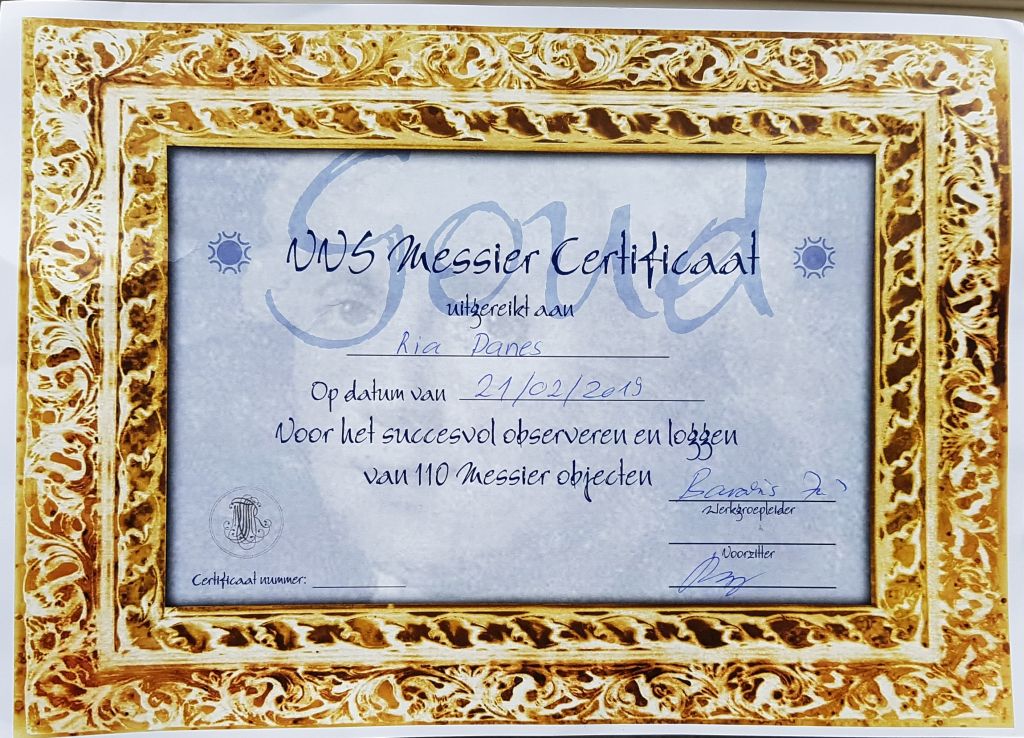 Goud
VVS Messier Certificaat
uitgereikt aan
Ria Danes
Op datum van 21/02/2019
Voor het succesvol observeren en loggen
van 110 Messier objecten
Werkgroepleider
Voorzitter
Certificaat nummer: